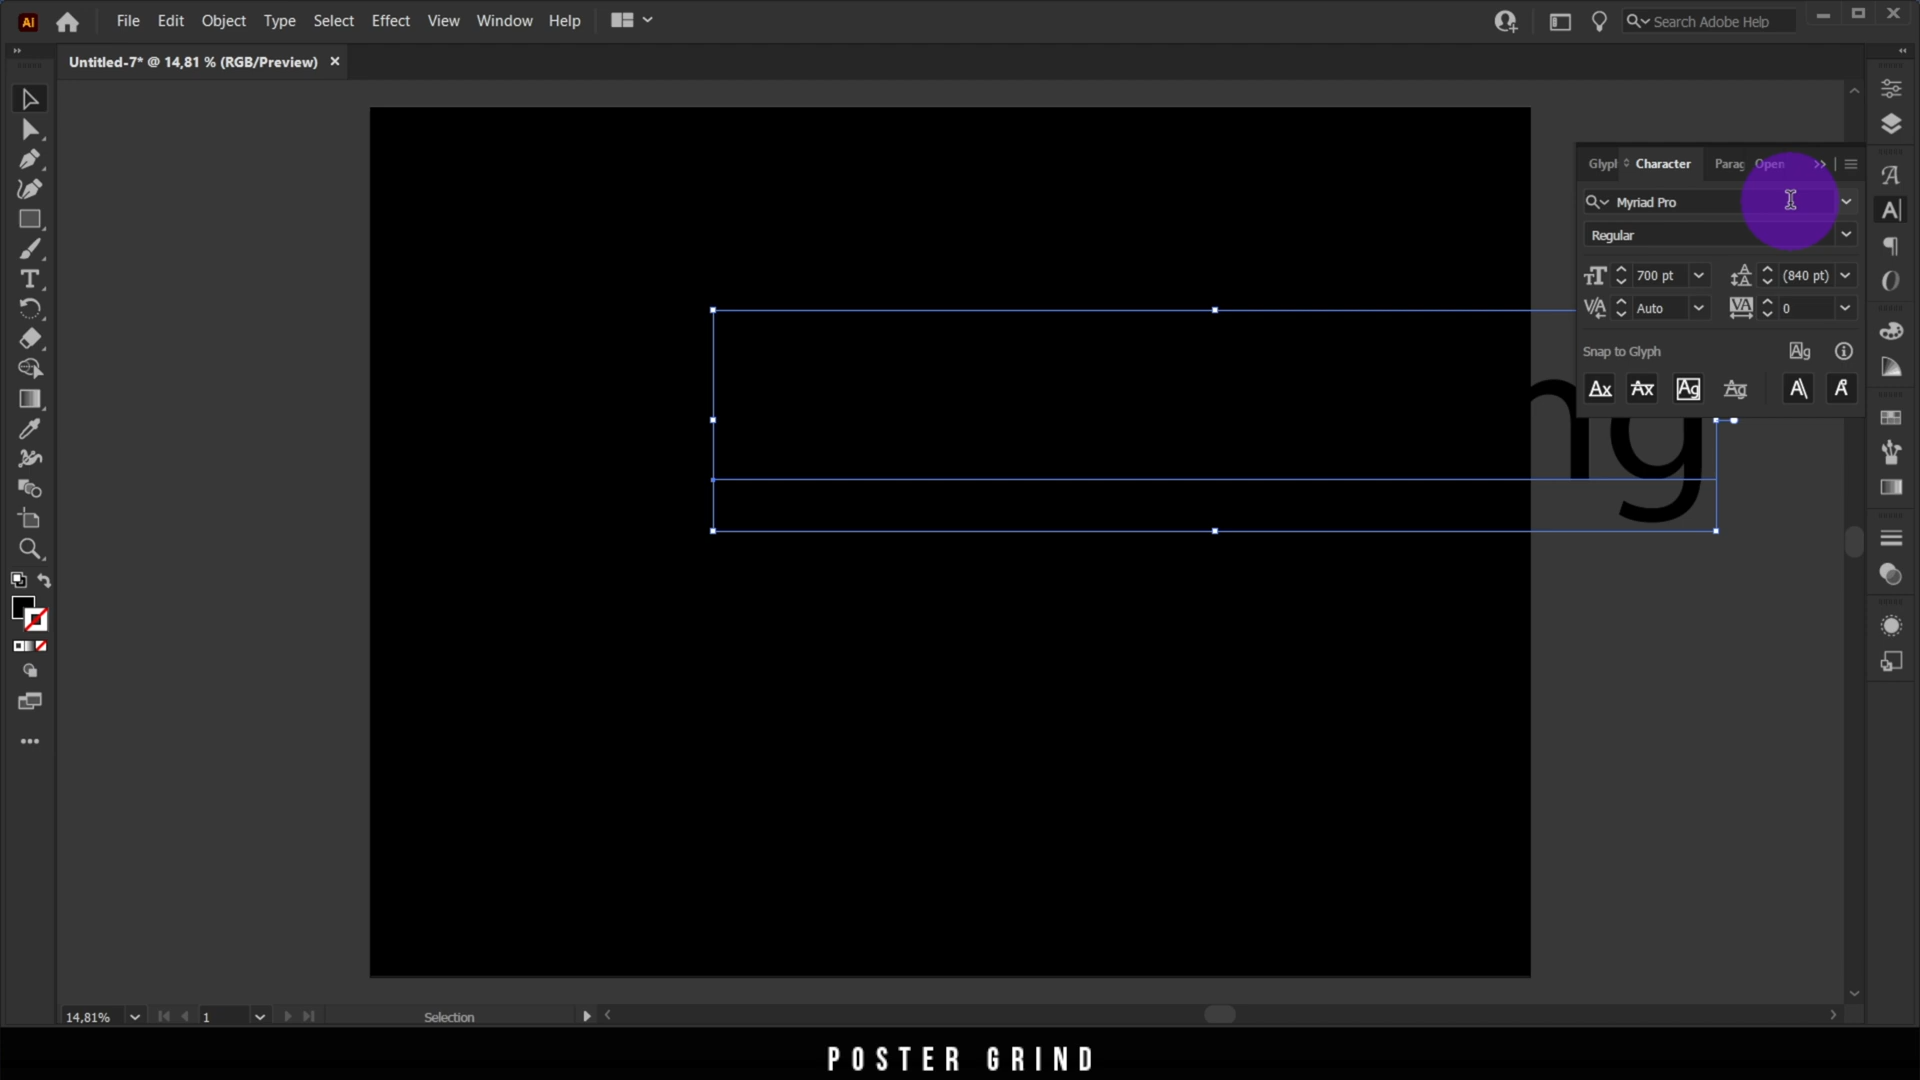 Ai File Edit Object Type Select Effect View Window Help Search Adobe Help
Untitled-7* @ 14,81 % (RGB/Preview) ×
Glyph Character Parag Open
Myriad Pro
Regular
700 pt (840 pt)
Auto 0
Snap to Glyph
ng
14,81% 1 Selection
POSTER GRIND